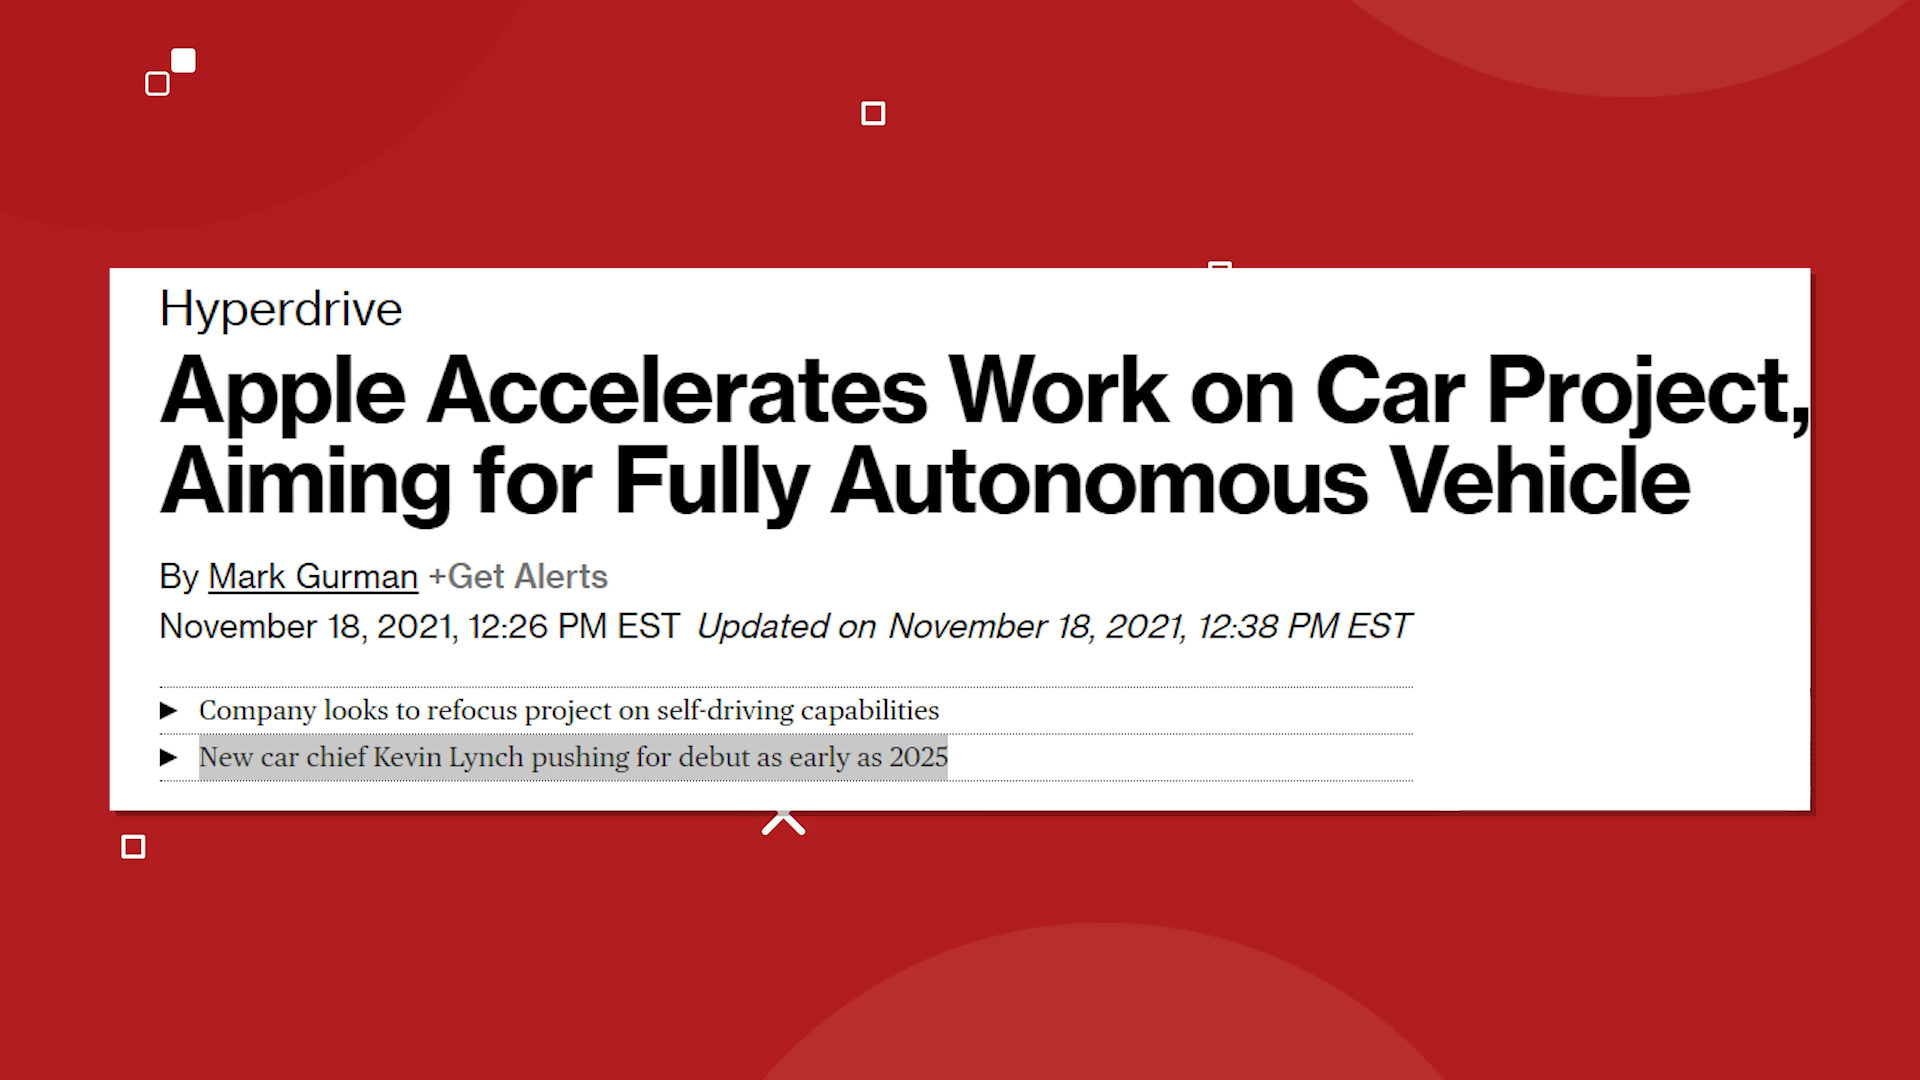 Hyperdrive
Apple Accelerates Work on Car Project,
Aiming for Fully Autonomous Vehicle
By Mark Gurman +Get Alerts
November 18, 2021, 12:26 PM EST Updated on November 18, 2021, 12:38 PM EST
Company looks to refocus project on self-driving capabilities
New car chief Kevin Lynch pushing for debut as early as 2025